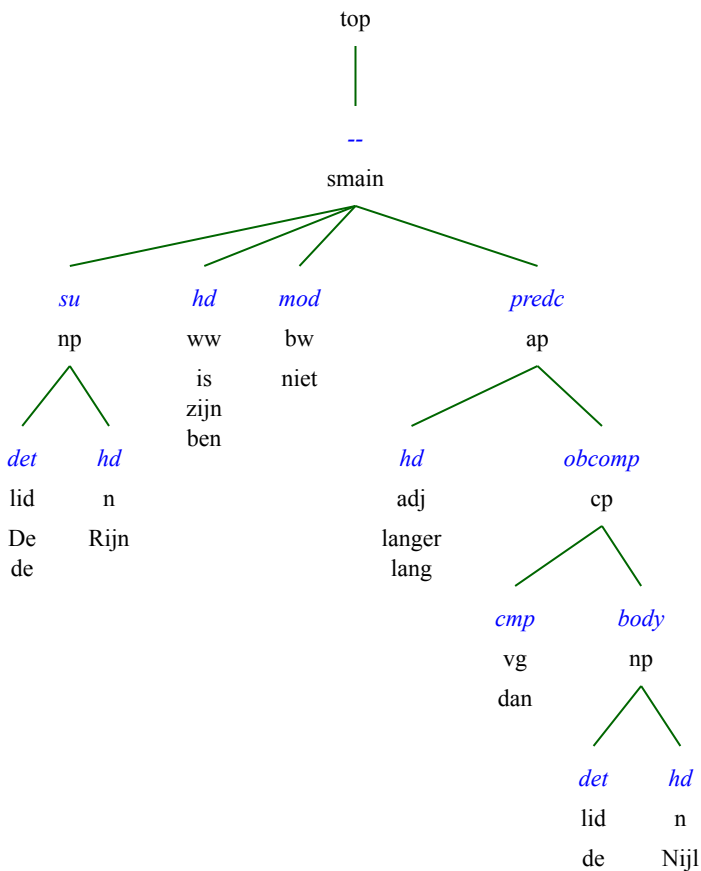 top
--
smain
su hd mod predc
np ww bw ap
is niet
zijn
ben
det hd hd obcomp
lid n adj cp
De Rijn langer
de lang
cmp body
vg np
dan
det hd
lid n
de Nijl